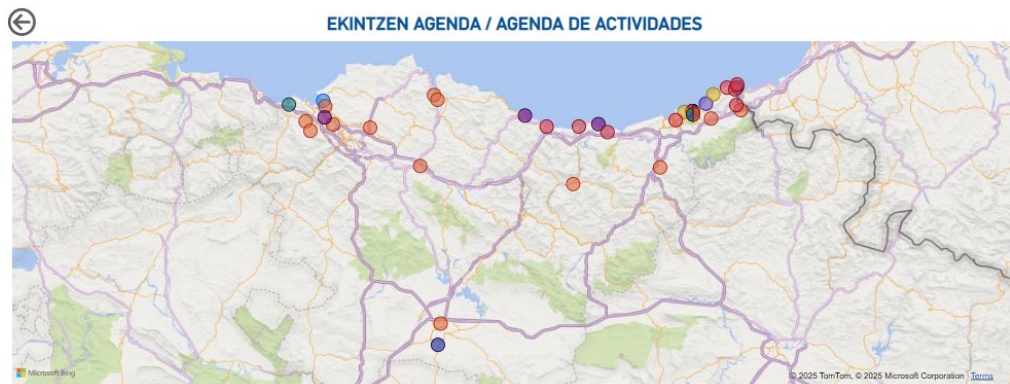 EKINTZEN AGENDA / AGENDA DE ACTIVIDADES
Microsoft Bing
© 2025 TomTom, © 2025 Microsoft Corporation Terms